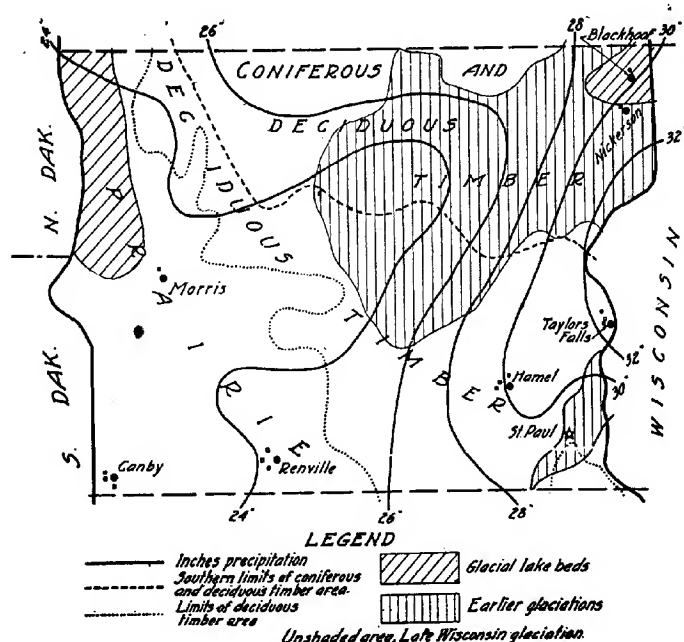 24" 26" 28" Blackhoof 30"
CONIFEROUS AND
DECIDUOUS
DECIDUOUS
TIMBER
Nickerson
32"
N. DAK.
PRAIRIE
Morris
TIMBER
WISCONSIN
Taylors
Falls
32"
S. DAK.
Hamel
30"
St. Paul
Canby
Renville
24" 26" 28"
LEGEND
Inches precipitation
Southern limits of coniferous
and deciduous timber area-
Limits of deciduous
timber area
Glacial lake beds
Earlier glaciations
Unshaded area, Late Wisconsin glaciation.